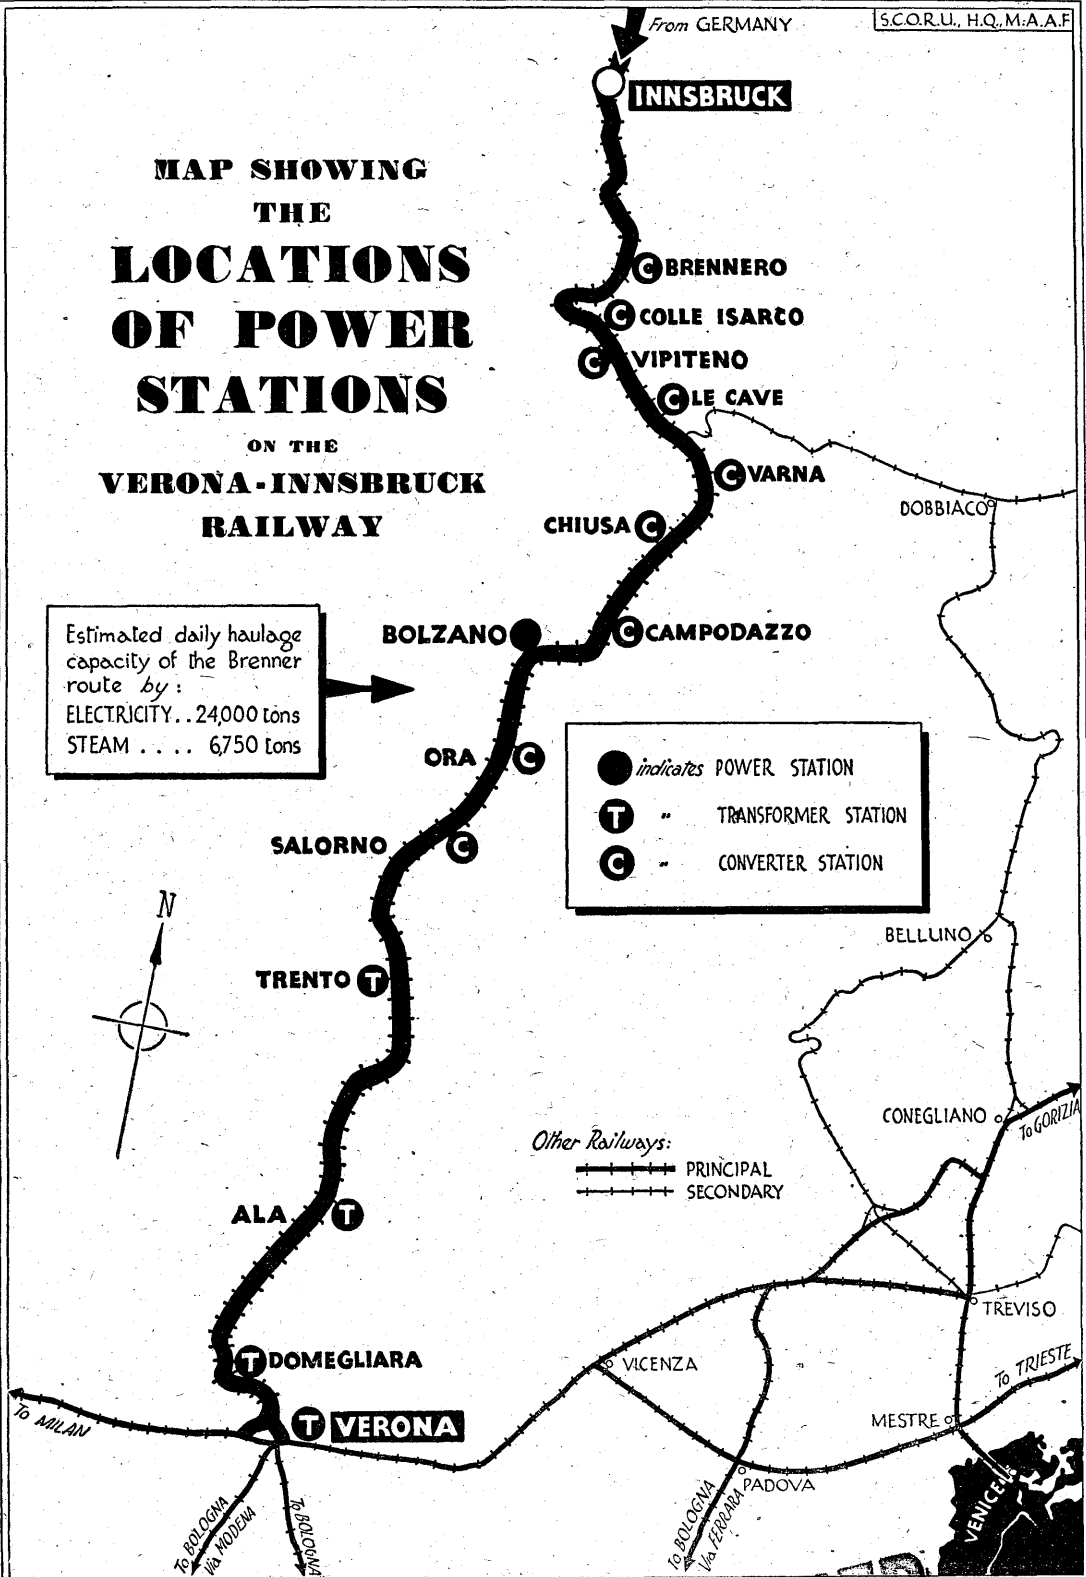 From GERMANY
S.C.O.R.U., H.Q., M.A.A.F
INNSBRUCK
MAP SHOWING
THE
LOCATIONS
OF POWER
STATIONS
ON THE
VERONA-INNSBRUCK
RAILWAY
C BRENNERO
C COLLE ISARCO
C VIPITENO
C LE CAVE
C VARNA
DOBBIACO
CHIUSA C
BOLZANO
C CAMPODAZZO
Estimated daily haulage
capacity of the Brenner
route by:
ELECTRICITY..24,000 tons
STEAM .... 6,750 tons
ORA C
indicates POWER STATION
T " TRANSFORMER STATION
C " CONVERTER STATION
SALORNO C
N
BELLUNO
TRENTO T
CONEGLIANO
To GORIZIA
Other Railways:
PRINCIPAL
SECONDARY
ALA T
TREVISO
T DOMEGLIARA
VICENZA
To TRIESTE
To MILAN
T VERONA
MESTRE
PADOVA
VENICE
To BOLOGNA
Via MODENA
To BOLOGNA
To BOLOGNA
Via FERRARA